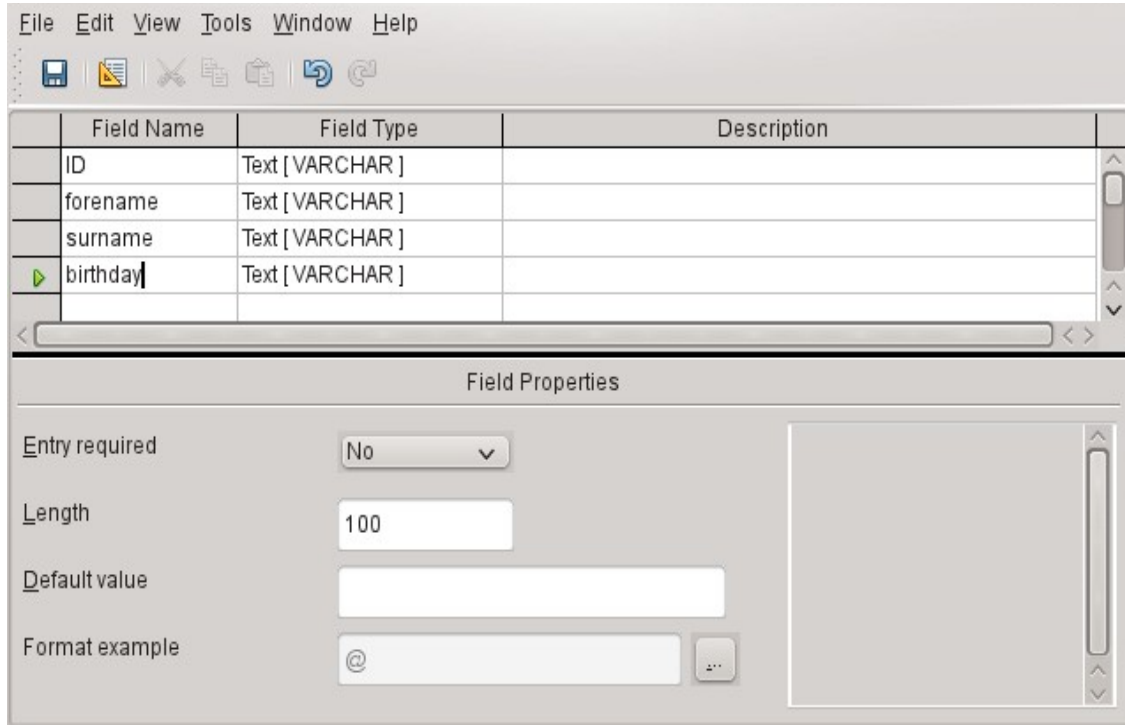 File Edit View Tools Window Help
Field Name Field Type Description
ID Text [ VARCHAR ]
forename Text [ VARCHAR ]
surname Text [ VARCHAR ]
birthday Text [ VARCHAR ]
Field Properties
Entry required No
Length 100
Default value
Format example @ ...